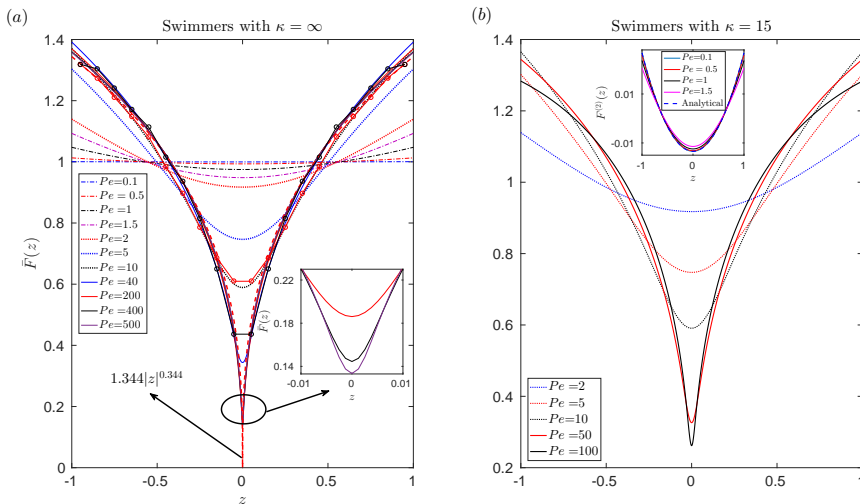 (a)
Swimmers with κ = ∞
1.4
1.2
1
0.8
0.6
0.4
0.2
0
F̄(z)
-1
-0.5
0
0.5
1
z
Pe=0.1
Pe = 0.5
Pe=1
Pe=1.5
Pe=2
Pe=5
Pe=10
Pe=40
Pe=200
Pe=400
Pe=500
1.344|z|^0.344
0.22
0.18
0.14
F̄(z)
-0.01
0
0.01
z
(b)
Swimmers with κ = 15
1.4
1.2
1
0.8
0.6
0.4
0.2
-1
-0.5
0
0.5
1
Pe =2
Pe =5
Pe =10
Pe =50
Pe =100
F^(2)(z)
0.01
-0.01
-1
0
1
z
Pe=0.1
Pe = 0.5
Pe=1
Pe=1.5
Analytical